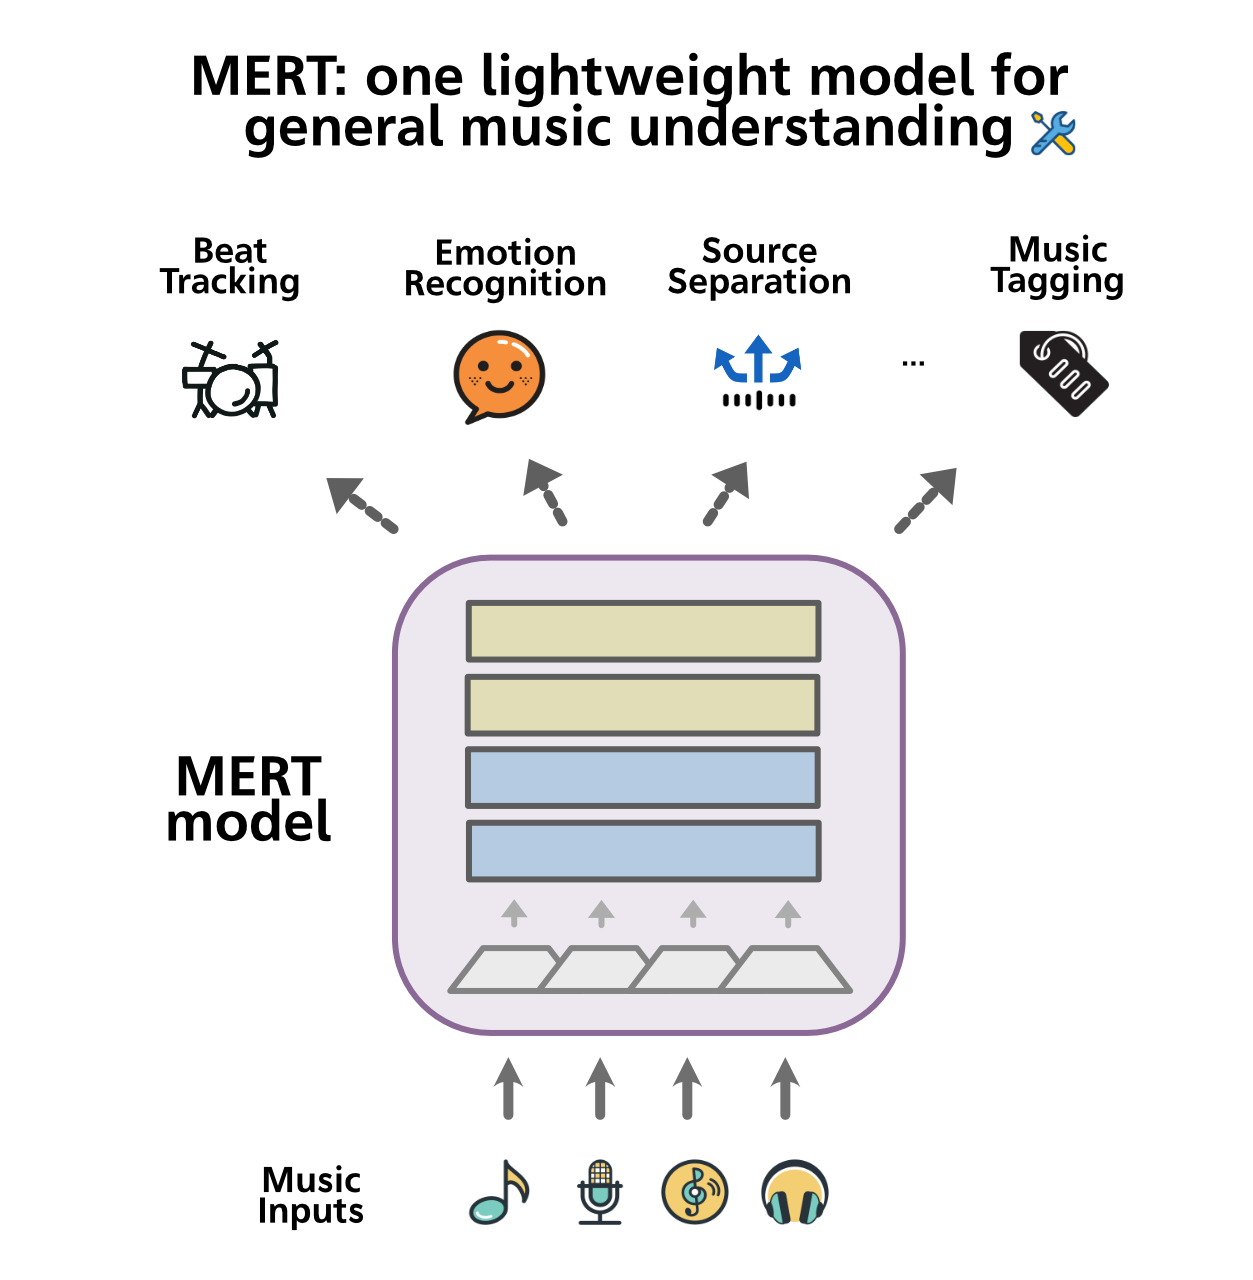 MERT: one lightweight model for
general music understanding
Beat
Tracking
Emotion
Recognition
Source
Separation
...
Music
Tagging
MERT
model
Music
Inputs